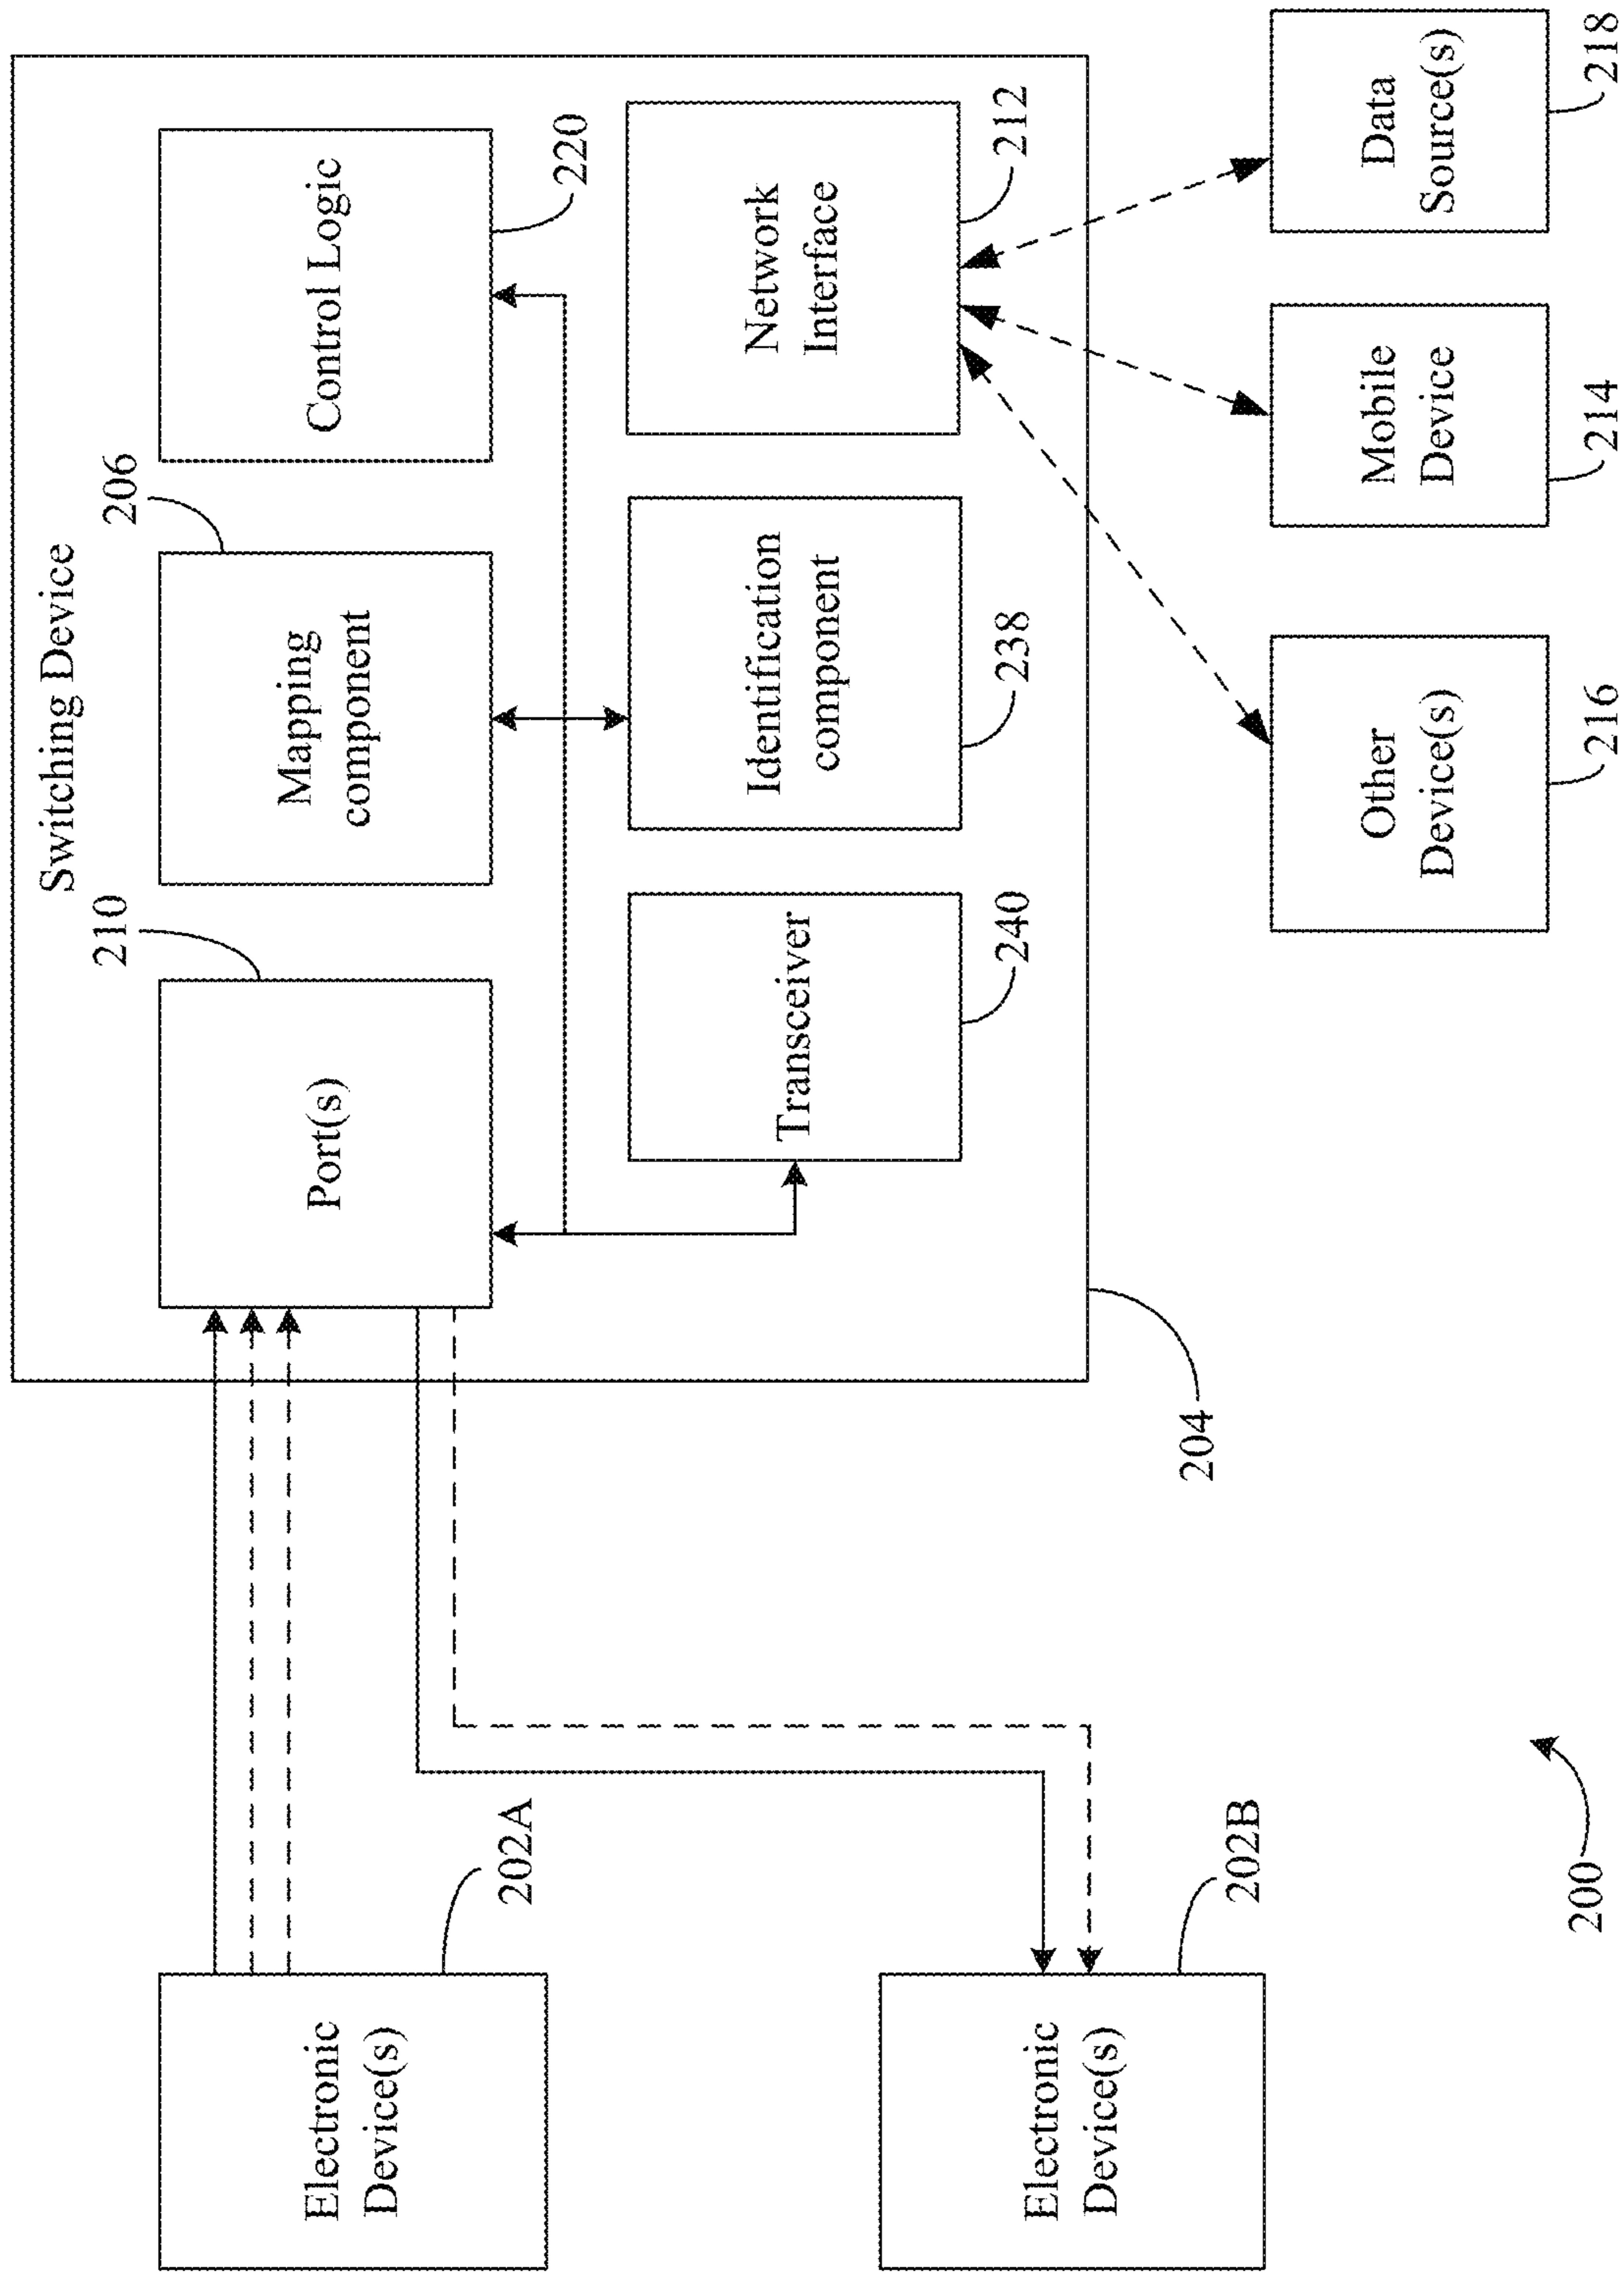 Switching Device
210
206
Port(s)
Mapping
component
Control Logic
220
Transceiver
240
Identification
component
238
Network
Interface
212
204
Electronic
Device(s)
202A
Electronic
Device(s)
202B
Other
Device(s)
216
Mobile
Device
214
Data
Source(s)
218
200